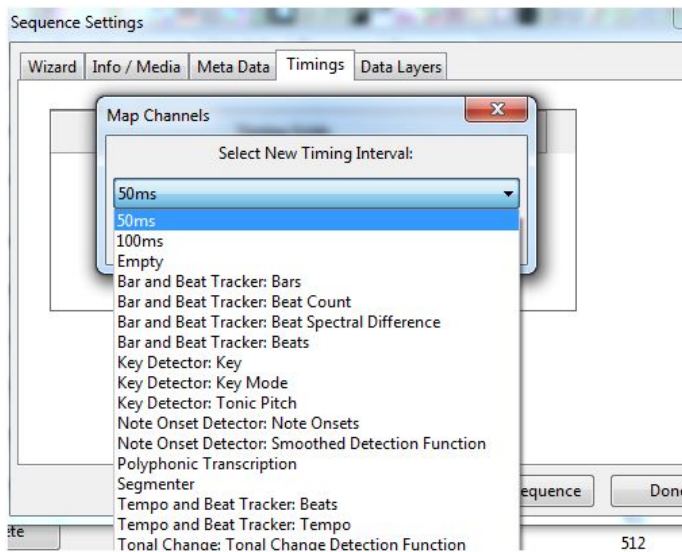 Sequence Settings
Wizard Info / Media Meta Data Timings Data Layers
Map Channels
Select New Timing Interval:
50ms
50ms
100ms
Empty
Bar and Beat Tracker: Bars
Bar and Beat Tracker: Beat Count
Bar and Beat Tracker: Beat Spectral Difference
Bar and Beat Tracker: Beats
Key Detector: Key
Key Detector: Key Mode
Key Detector: Tonic Pitch
Note Onset Detector: Note Onsets
Note Onset Detector: Smoothed Detection Function
Polyphonic Transcription
Segmenter
equence Don
Tempo and Beat Tracker: Beats
Tempo and Beat Tracker: Tempo
ete
Tonal Change: Tonal Change Detection Function
512